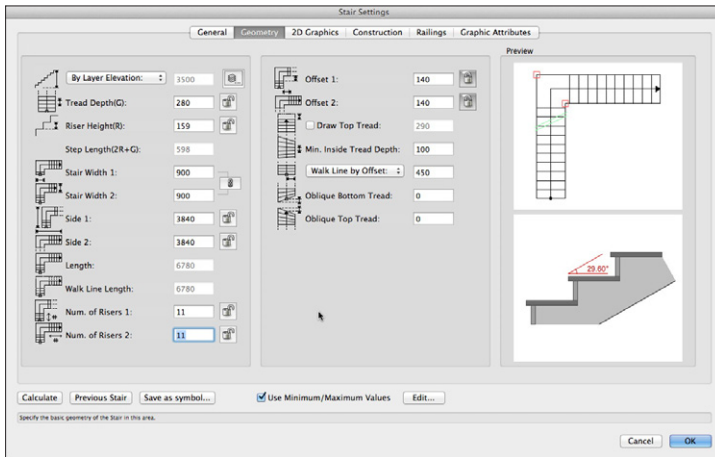 Stair Settings
General Geometry 2D Graphics Construction Railings Graphic Attributes
By Layer Elevation: 3500
Tread Depth(G): 280
Riser Height(R): 159
Step Length(2R+G): 598
Stair Width 1: 900
Stair Width 2: 900
Side 1: 3840
Side 2: 3840
Length: 6780
Walk Line Length: 6780
Num. of Risers 1: 11
Num. of Risers 2: 11
Offset 1: 140
Offset 2: 140
Draw Top Tread: 290
Min. Inside Tread Depth: 100
Walk Line by Offset: 450
Oblique Bottom Tread: 0
Oblique Top Tread: 0
Preview
29.60°
Calculate Previous Stair Save as symbol... Use Minimum/Maximum Values Edit...
Specify the basic geometry of the Stair in this area.
Cancel OK